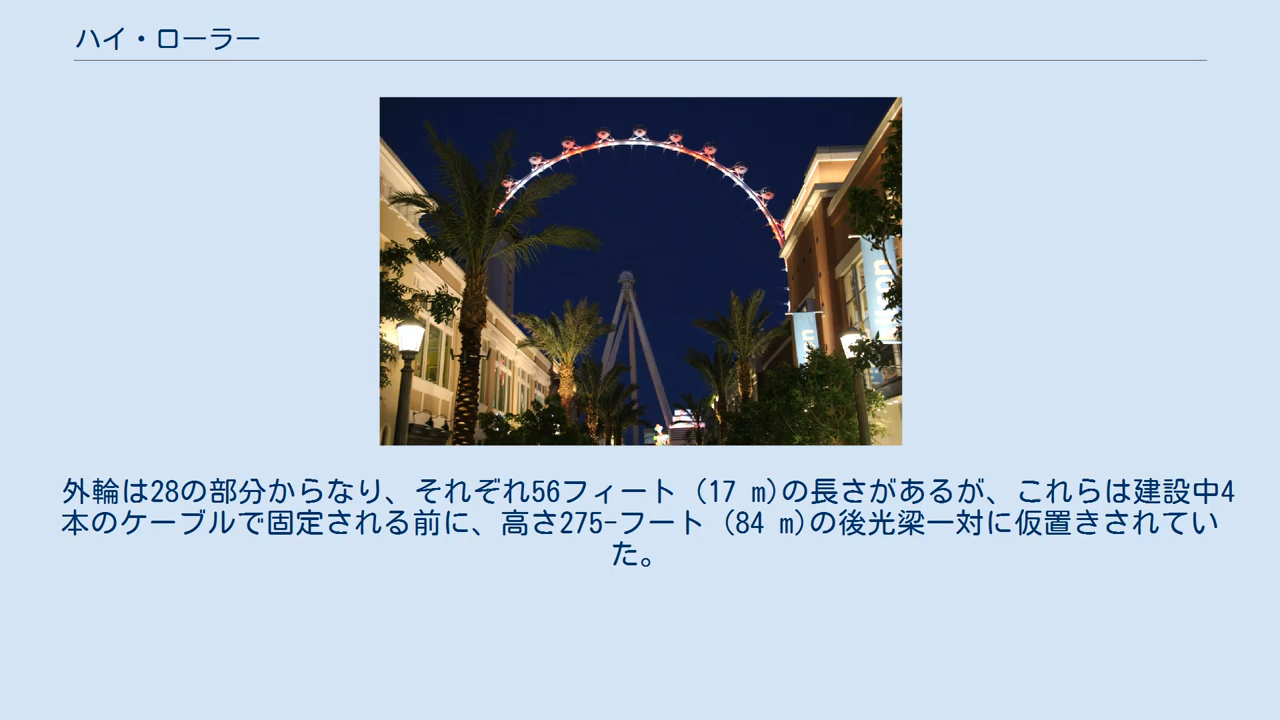 ハイ・ローラー
外輪は28の部分からなり、それぞれ56フィート (17 m)の長さがあるが、これらは建設中4
本のケーブルで固定される前に、高さ275-フート (84 m)の後光梁一対に仮置きされてい
た。